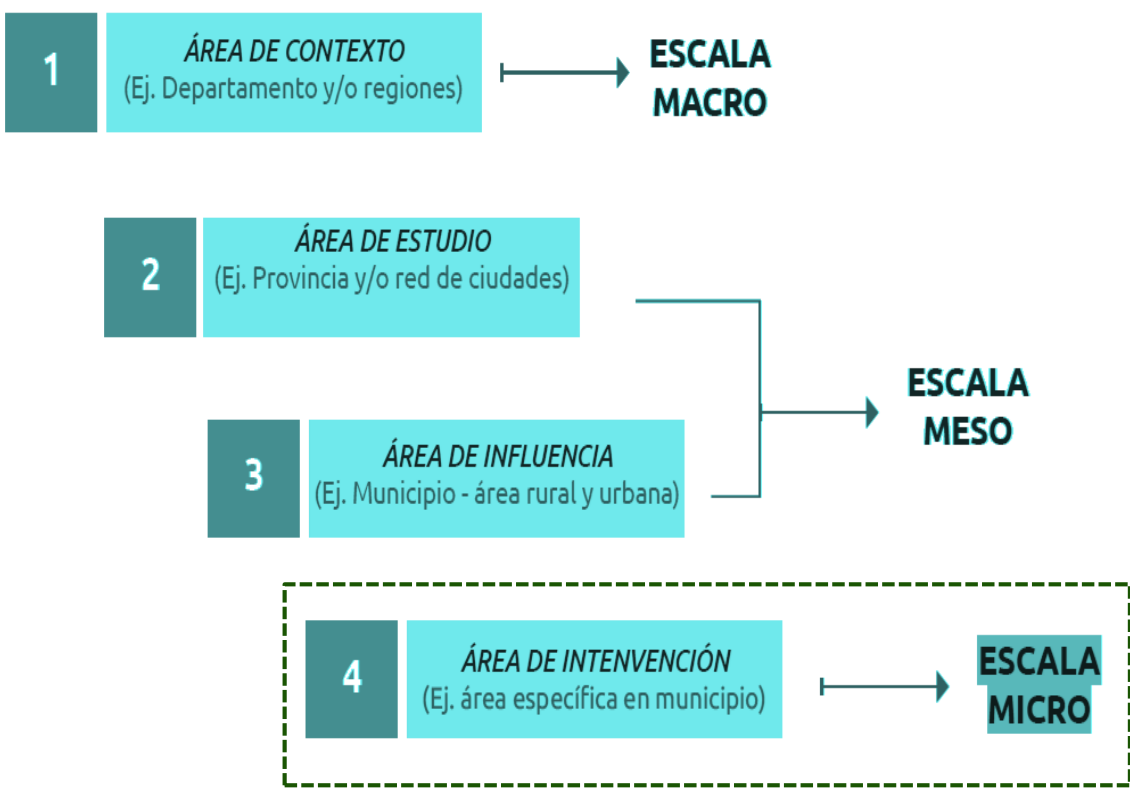 1
ÁREA DE CONTEXTO
(Ej. Departamento y/o regiones)
ESCALA
MACRO
2
ÁREA DE ESTUDIO
(Ej. Provincia y/o red de ciudades)
3
ÁREA DE INFLUENCIA
(Ej. Municipio - área rural y urbana)
ESCALA
MESO
4
ÁREA DE INTENVENCIÓN
(Ej. área específica en municipio)
ESCALA
MICRO